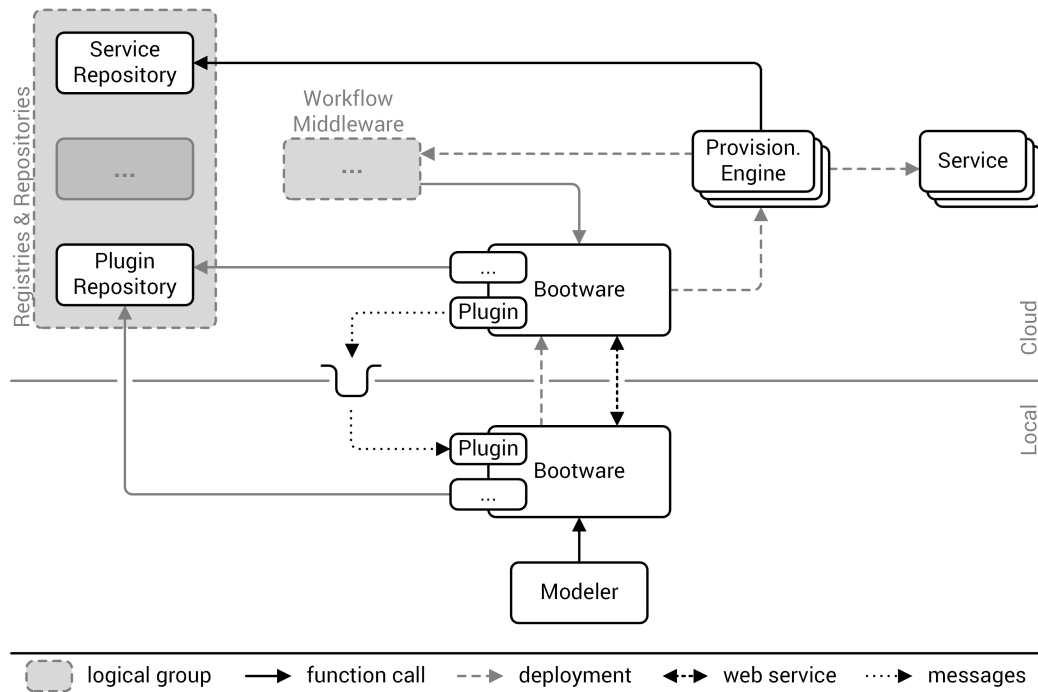 Service
Repository
Registries & Repositories
...
Plugin
Repository
Workflow
Middleware
...
Provision.
Engine
Service
...
Bootware
Plugin
Cloud
Local
Plugin
Bootware
...
Modeler
logical group
function call
deployment
web service
messages